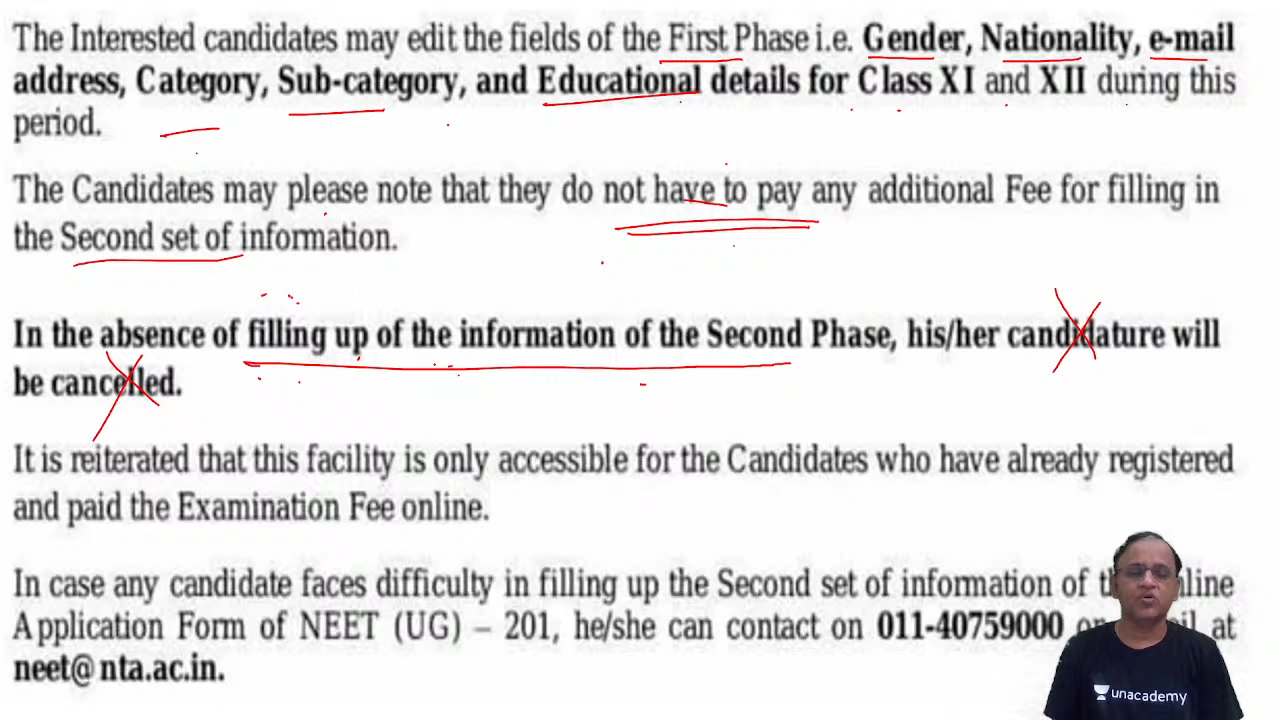 The Interested candidates may edit the fields of the First Phase i.e. Gender, Nationality, e-mail
address, Category, Sub-category, and Educational details for Class XI and XII during this
period.
The Candidates may please note that they do not have to pay any additional Fee for filling in
the Second set of information.
In the absence of filling up of the information of the Second Phase, his/her candidature will
be cancelled.
It is reiterated that this facility is only accessible for the Candidates who have already registered
and paid the Examination Fee online.
In case any candidate faces difficulty in filling up the Second set of information of
Application Form of NEET (UG) – 201, he/she can contact on 011-40759000 at
neet@nta.ac.in.
unacademy